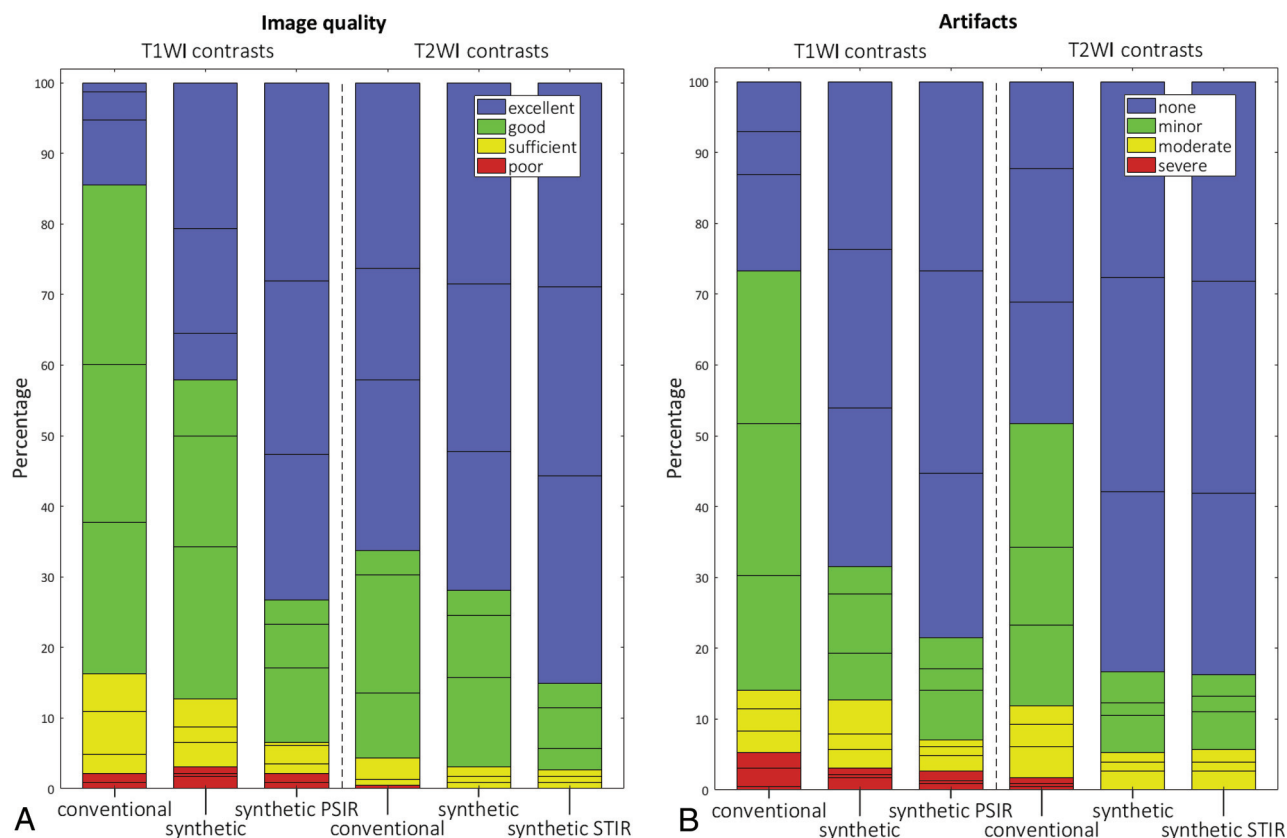 Image quality
T1WI contrasts T2WI contrasts
100
90
80
70
60
50
40
30
20
10
0
Percentage
excellent
good
sufficient
poor
conventional
synthetic
synthetic PSIR
conventional
synthetic
synthetic STIR
A
Artifacts
T1WI contrasts T2WI contrasts
100
90
80
70
60
50
40
30
20
10
0
Percentage
none
minor
moderate
severe
conventional
synthetic
synthetic PSIR
conventional
synthetic
synthetic STIR
B